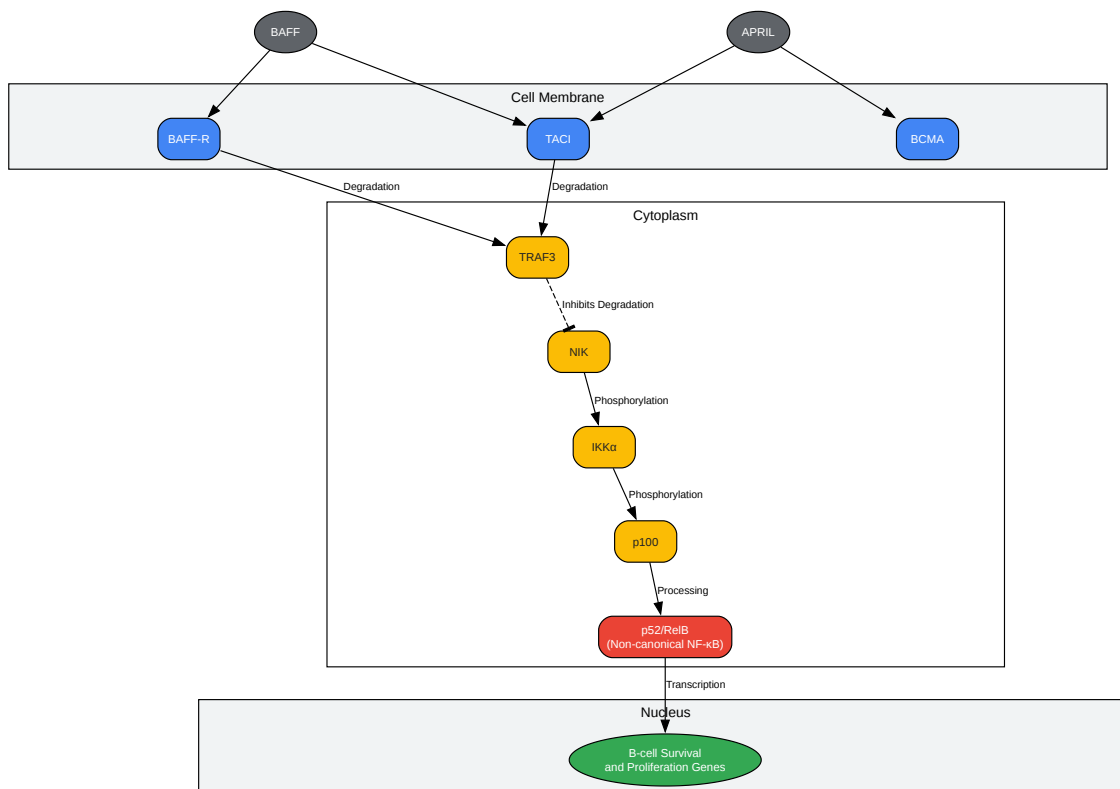 BAFF
APRIL
Cell Membrane
BAFF-R
TACI
BCMA
Degradation
Degradation
Cytoplasm
TRAF3
Inhibits Degradation
NIK
Phosphorylation
IKKα
Phosphorylation
p100
Processing
p52/RelB
(Non-canonical NF-κB)
Transcription
Nucleus
B-cell Survival
and Proliferation Genes